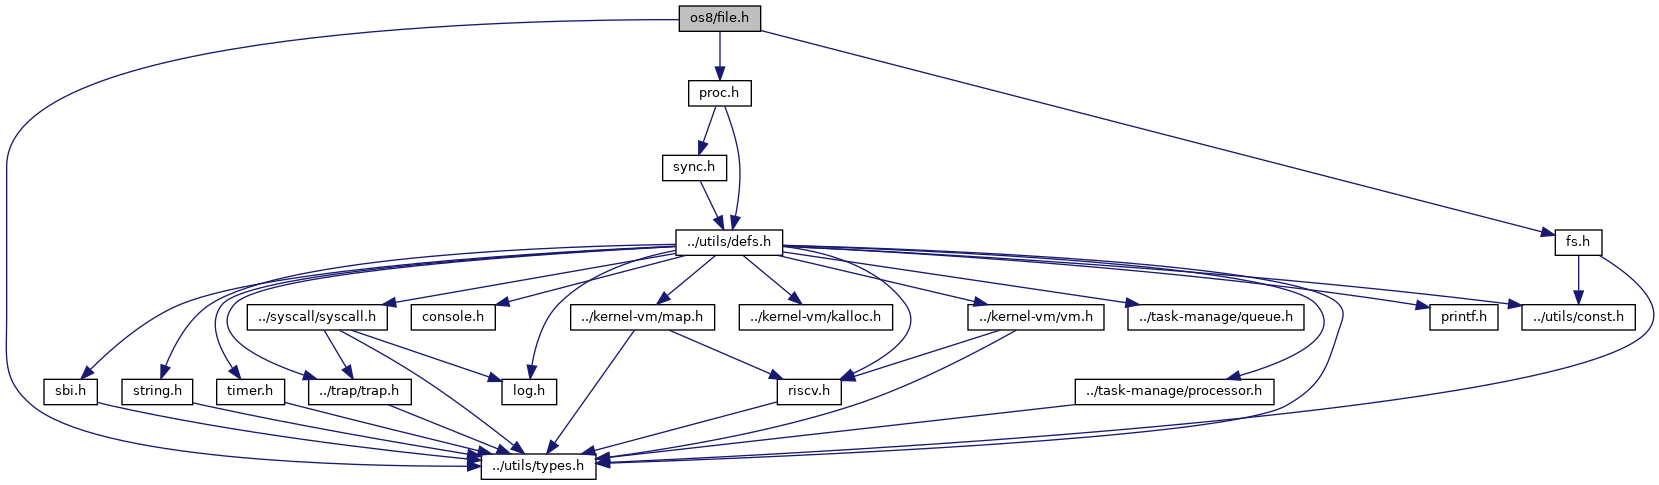 os8/file.h
proc.h
sync.h
../utils/defs.h
fs.h
../syscall/syscall.h
console.h
../kernel-vm/map.h
../kernel-vm/kalloc.h
../kernel-vm/vm.h
../task-manage/queue.h
printf.h
../utils/const.h
sbi.h
string.h
timer.h
../trap/trap.h
log.h
riscv.h
../task-manage/processor.h
../utils/types.h